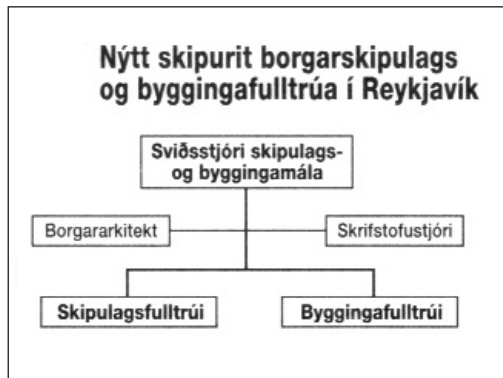 Nýtt skipurit borgarskipulags
og byggingafulltrúa í Reykjavík
Sviðsstjóri skipulags-
og byggingamála
Borgararkitekt
Skrifstofustjóri
Skipulagsfulltrúi
Byggingafulltrúi